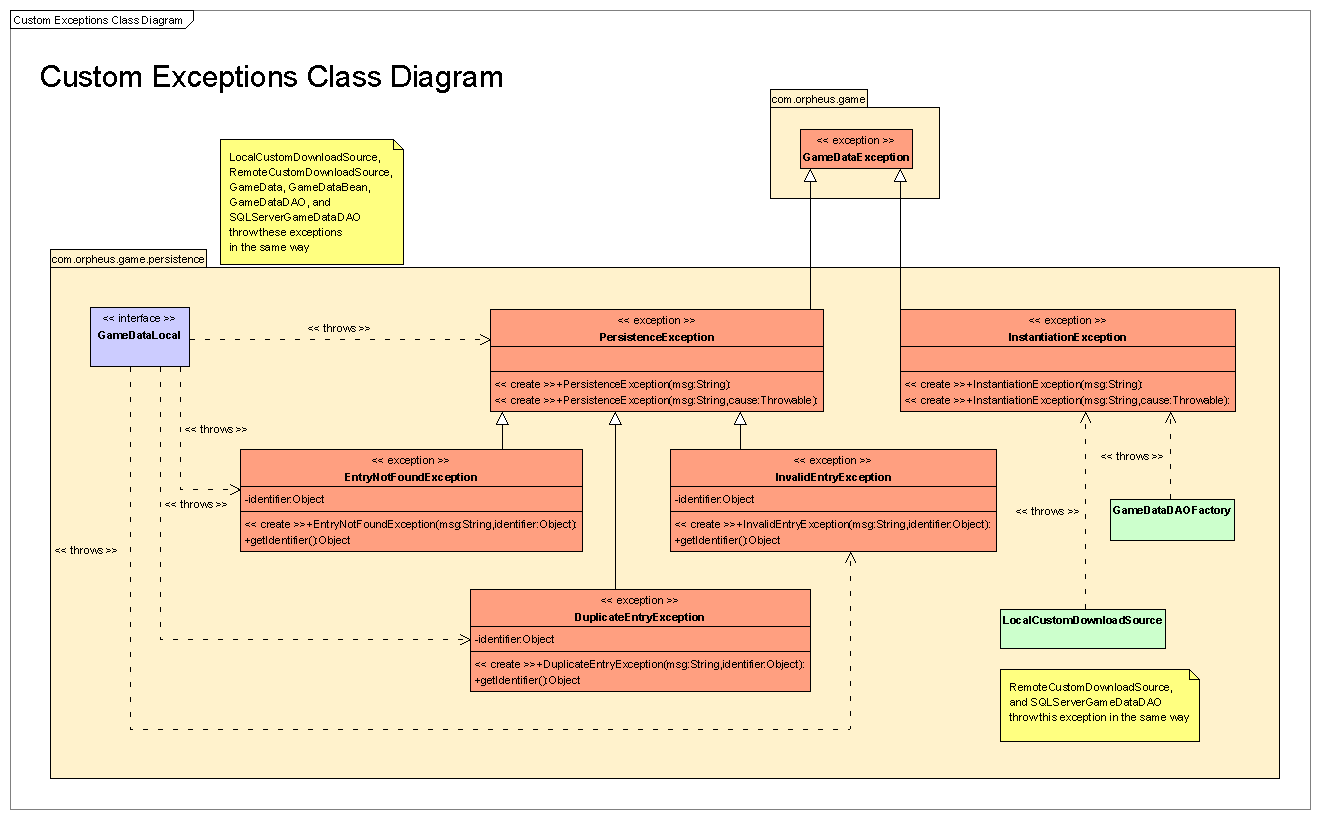 Custom Exceptions Class Diagram
Custom Exceptions Class Diagram
com.orpheus.game
<< exception >>
GameDataException
LocalCustomDownloadSource,
RemoteCustomDownloadSource,
GameData, GameDataBean,
GameDataDAO, and
SQLServerGameDataDAO
throw these exceptions
in the same way
com.orpheus.game.persistence
<< interface >>
GameDataLocal
<< throws >>
<< exception >>
PersistenceException
<< create >>+PersistenceException(msg:String):
<< create >>+PersistenceException(msg:String,cause:Throwable):
<< exception >>
InstantiationException
<< create >>+InstantiationException(msg:String):
<< create >>+InstantiationException(msg:String,cause:Throwable):
<< throws >>
<< throws >>
<< throws >>
<< exception >>
EntryNotFoundException
-identifier:Object
<< create >>+EntryNotFoundException(msg:String,identifier:Object):
+getIdentifier():Object
<< exception >>
InvalidEntryException
-identifier:Object
<< create >>+InvalidEntryException(msg:String,identifier:Object):
+getIdentifier():Object
<< throws >>
<< throws >>
GameDataDAOFactory
<< exception >>
DuplicateEntryException
-identifier:Object
<< create >>+DuplicateEntryException(msg:String,identifier:Object):
+getIdentifier():Object
LocalCustomDownloadSource
RemoteCustomDownloadSource,
and SQLServerGameDataDAO
throw this exception in the same way